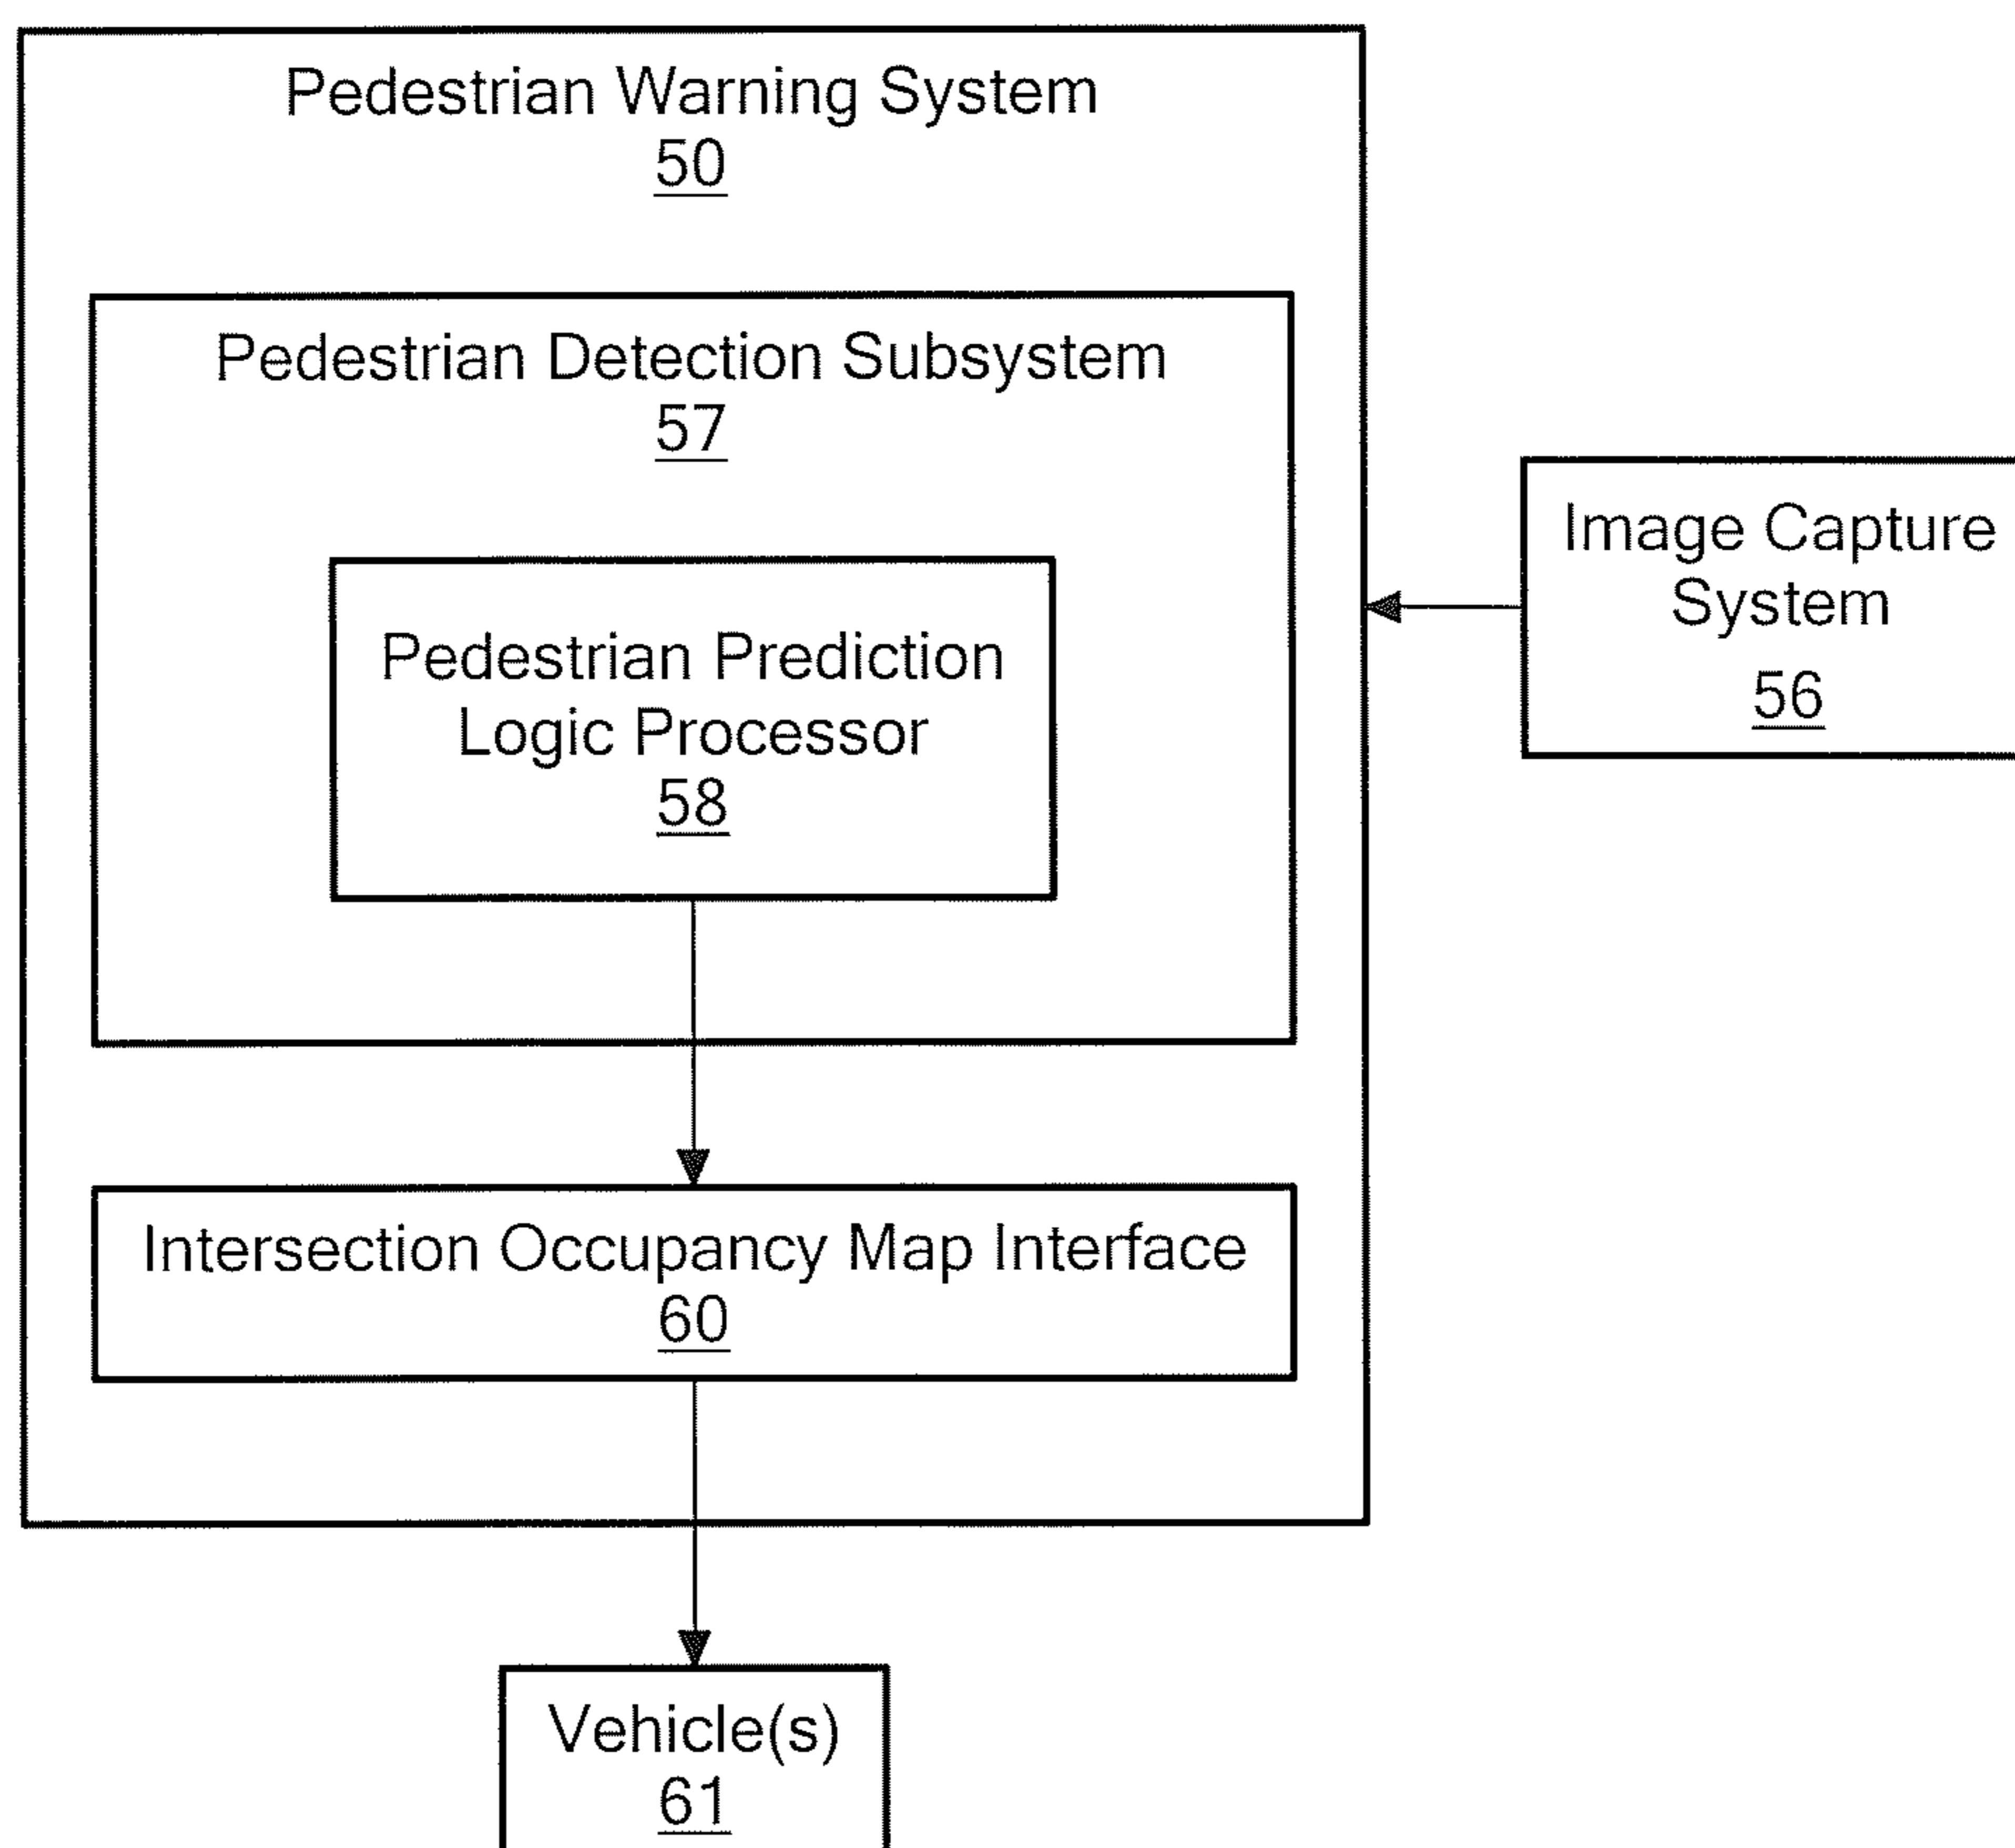 Pedestrian Warning System
50
Pedestrian Detection Subsystem
57
Pedestrian Prediction
Logic Processor
58
Image Capture
System
56
Intersection Occupancy Map Interface
60
Vehicle(s)
61